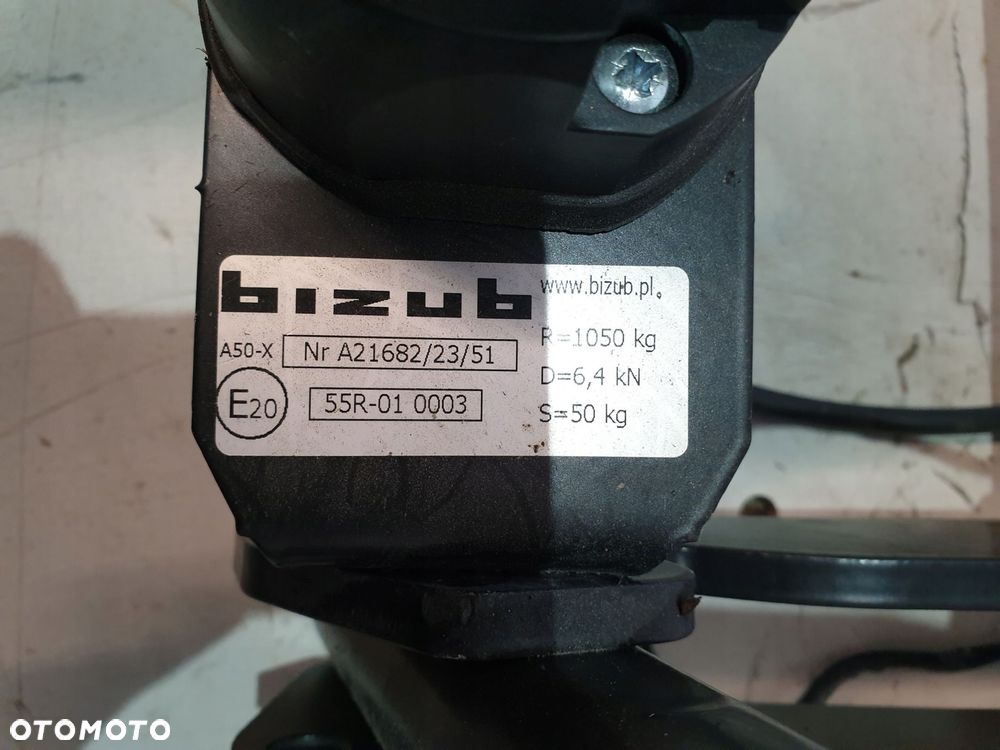 bizub
www.bizub.pl
A50-X
Nr A21682/23/51
R=1050 kg
D=6,4 kN
E20
55R-01 0003
S=50 kg
OTOMOTO